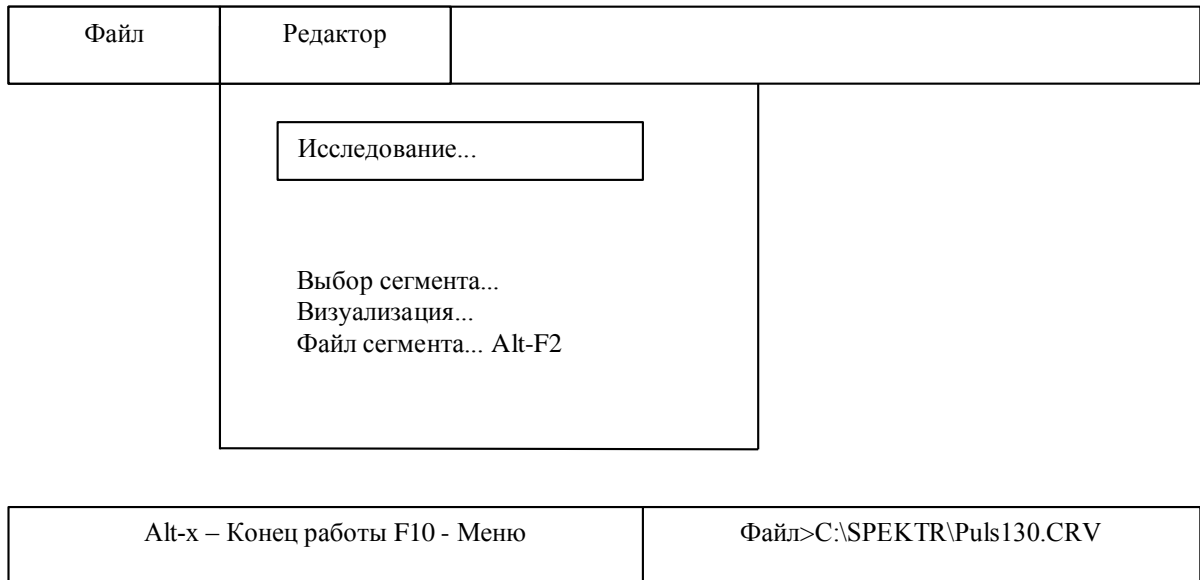 Файл Редактор
Исследование...
Выбор сегмента...
Визуализация...
Файл сегмента... Alt-F2
Alt-x – Конец работы F10 - Меню Файл>C:\SPEKTR\Puls130.CRV